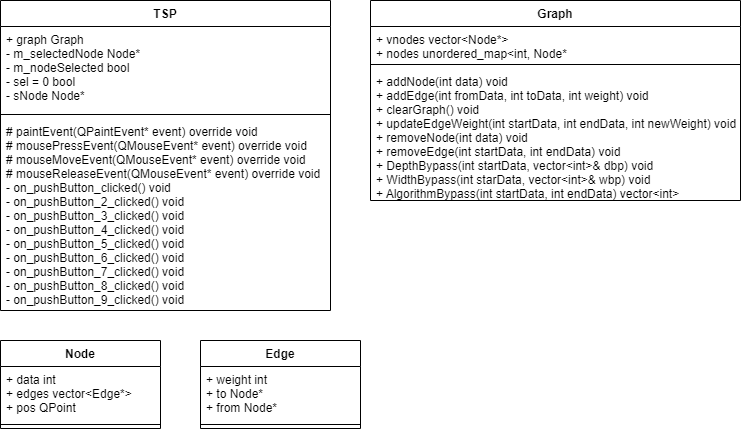 TSP
+ graph Graph
- m_selectedNode Node*
- m_nodeSelected bool
- sel = 0 bool
- sNode Node*
# paintEvent(QPaintEvent* event) override void
# mousePressEvent(QMouseEvent* event) override void
# mouseMoveEvent(QMouseEvent* event) override void
# mouseReleaseEvent(QMouseEvent* event) override void
- on_pushButton_clicked() void
- on_pushButton_2_clicked() void
- on_pushButton_3_clicked() void
- on_pushButton_4_clicked() void
- on_pushButton_5_clicked() void
- on_pushButton_6_clicked() void
- on_pushButton_7_clicked() void
- on_pushButton_8_clicked() void
- on_pushButton_9_clicked() void
Graph
+ vnodes vector<Node*>
+ nodes unordered_map<int, Node*
+ addNode(int data) void
+ addEdge(int fromData, int toData, int weight) void
+ clearGraph() void
+ updateEdgeWeight(int startData, int endData, int newWeight) void
+ removeNode(int data) void
+ removeEdge(int startData, int endData) void
+ DepthBypass(int startData, vector<int>& dbp) void
+ WidthBypass(int starData, vector<int>& wbp) void
+ AlgorithmBypass(int startData, int endData) vector<int>
Node
+ data int
+ edges vector<Edge*>
+ pos QPoint
Edge
+ weight int
+ to Node*
+ from Node*